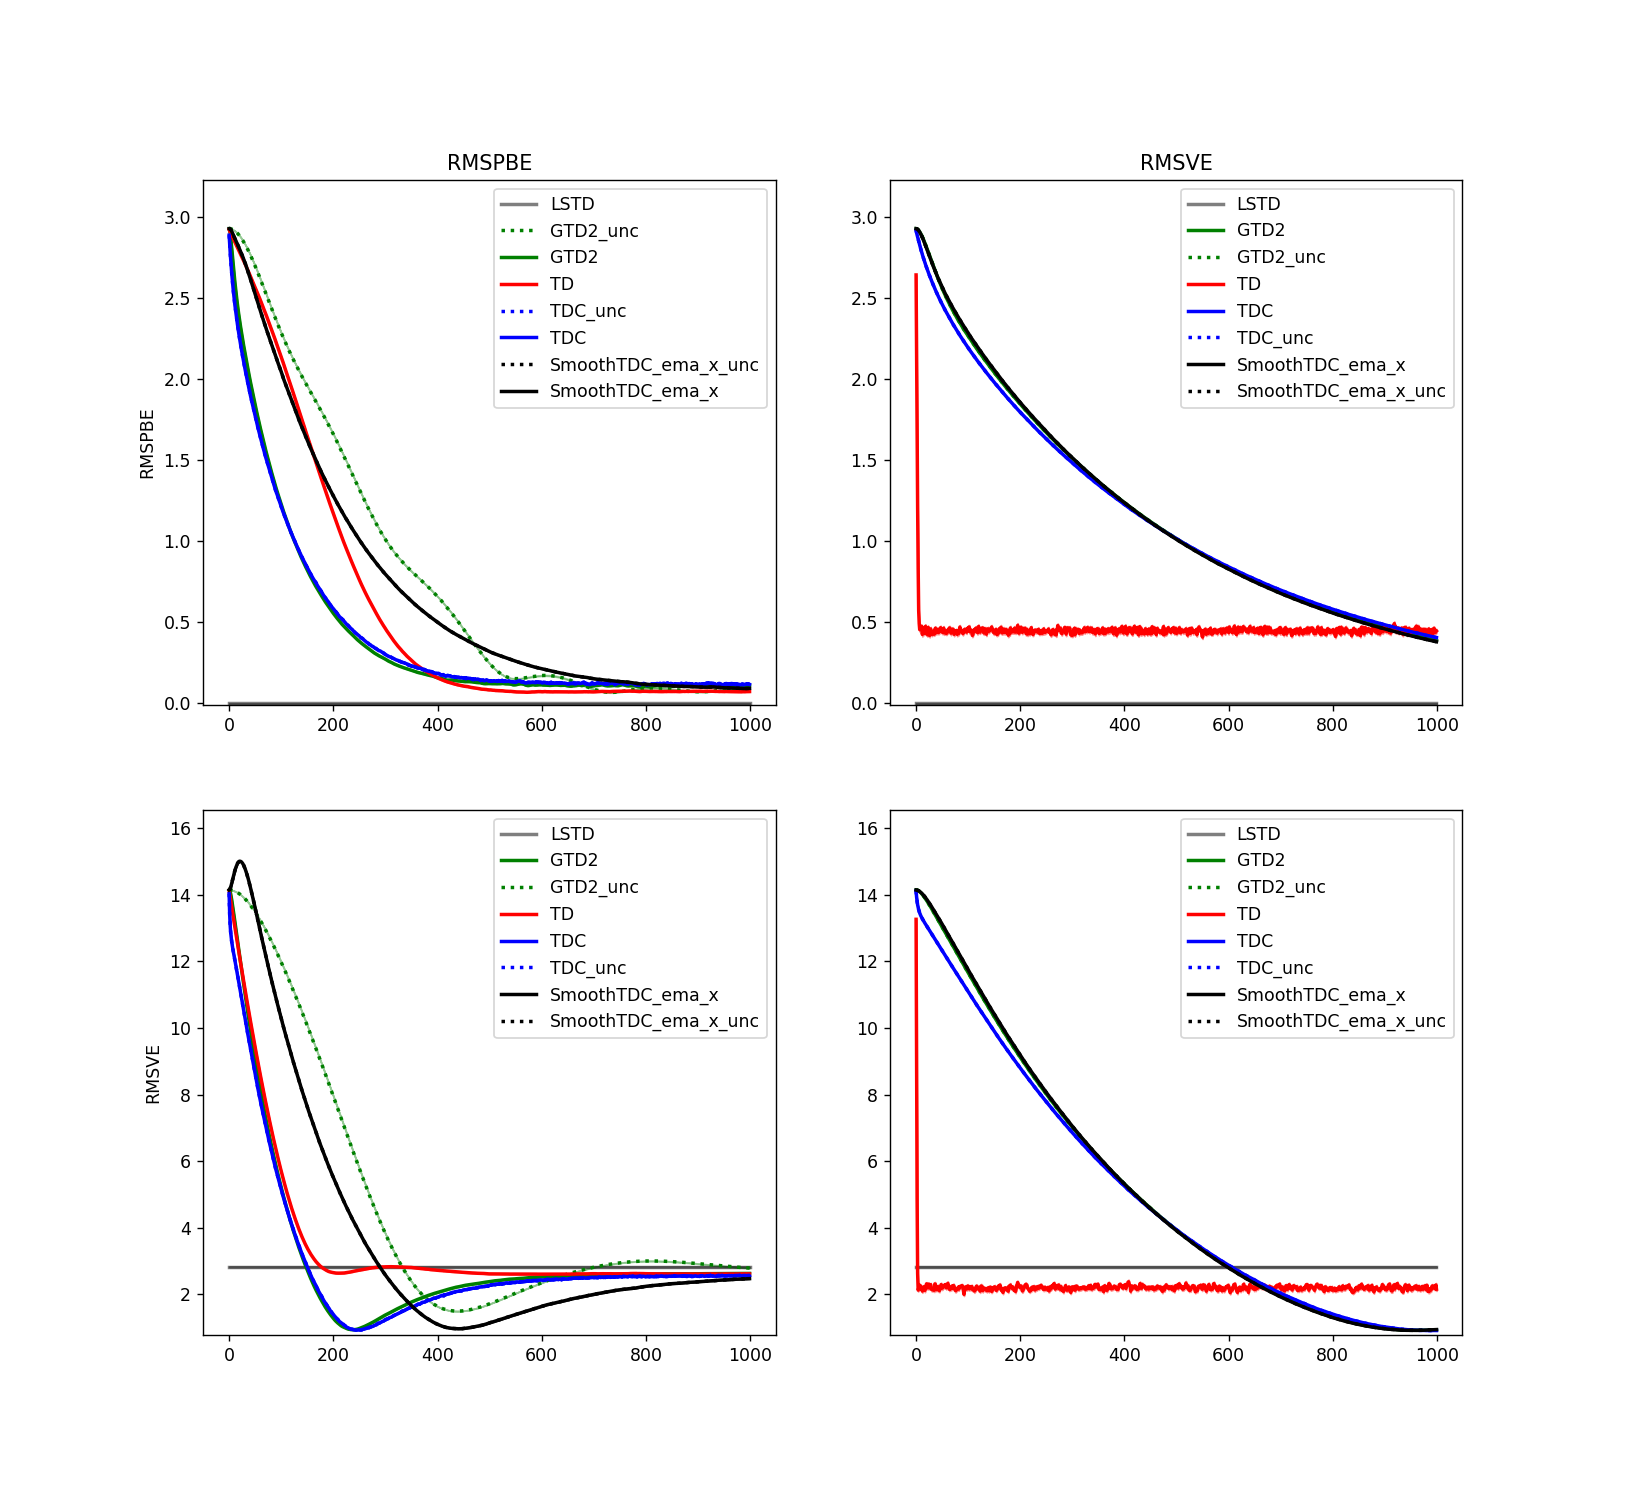 RMSPBE
RMSPBE
3.0
2.5
2.0
1.5
1.0
0.5
0.0
0 200 400 600 800 1000
LSTD
GTD2_unc
GTD2
TD
TDC_unc
TDC
SmoothTDC_ema_x_unc
SmoothTDC_ema_x
RMSVE
3.0
2.5
2.0
1.5
1.0
0.5
0.0
0 200 400 600 800 1000
LSTD
GTD2
GTD2_unc
TD
TDC
TDC_unc
SmoothTDC_ema_x
SmoothTDC_ema_x_unc
RMSVE
16
14
12
10
8
6
4
2
0 200 400 600 800 1000
LSTD
GTD2
GTD2_unc
TD
TDC
TDC_unc
SmoothTDC_ema_x
SmoothTDC_ema_x_unc
16
14
12
10
8
6
4
2
0 200 400 600 800 1000
LSTD
GTD2
GTD2_unc
TD
TDC
TDC_unc
SmoothTDC_ema_x
SmoothTDC_ema_x_unc